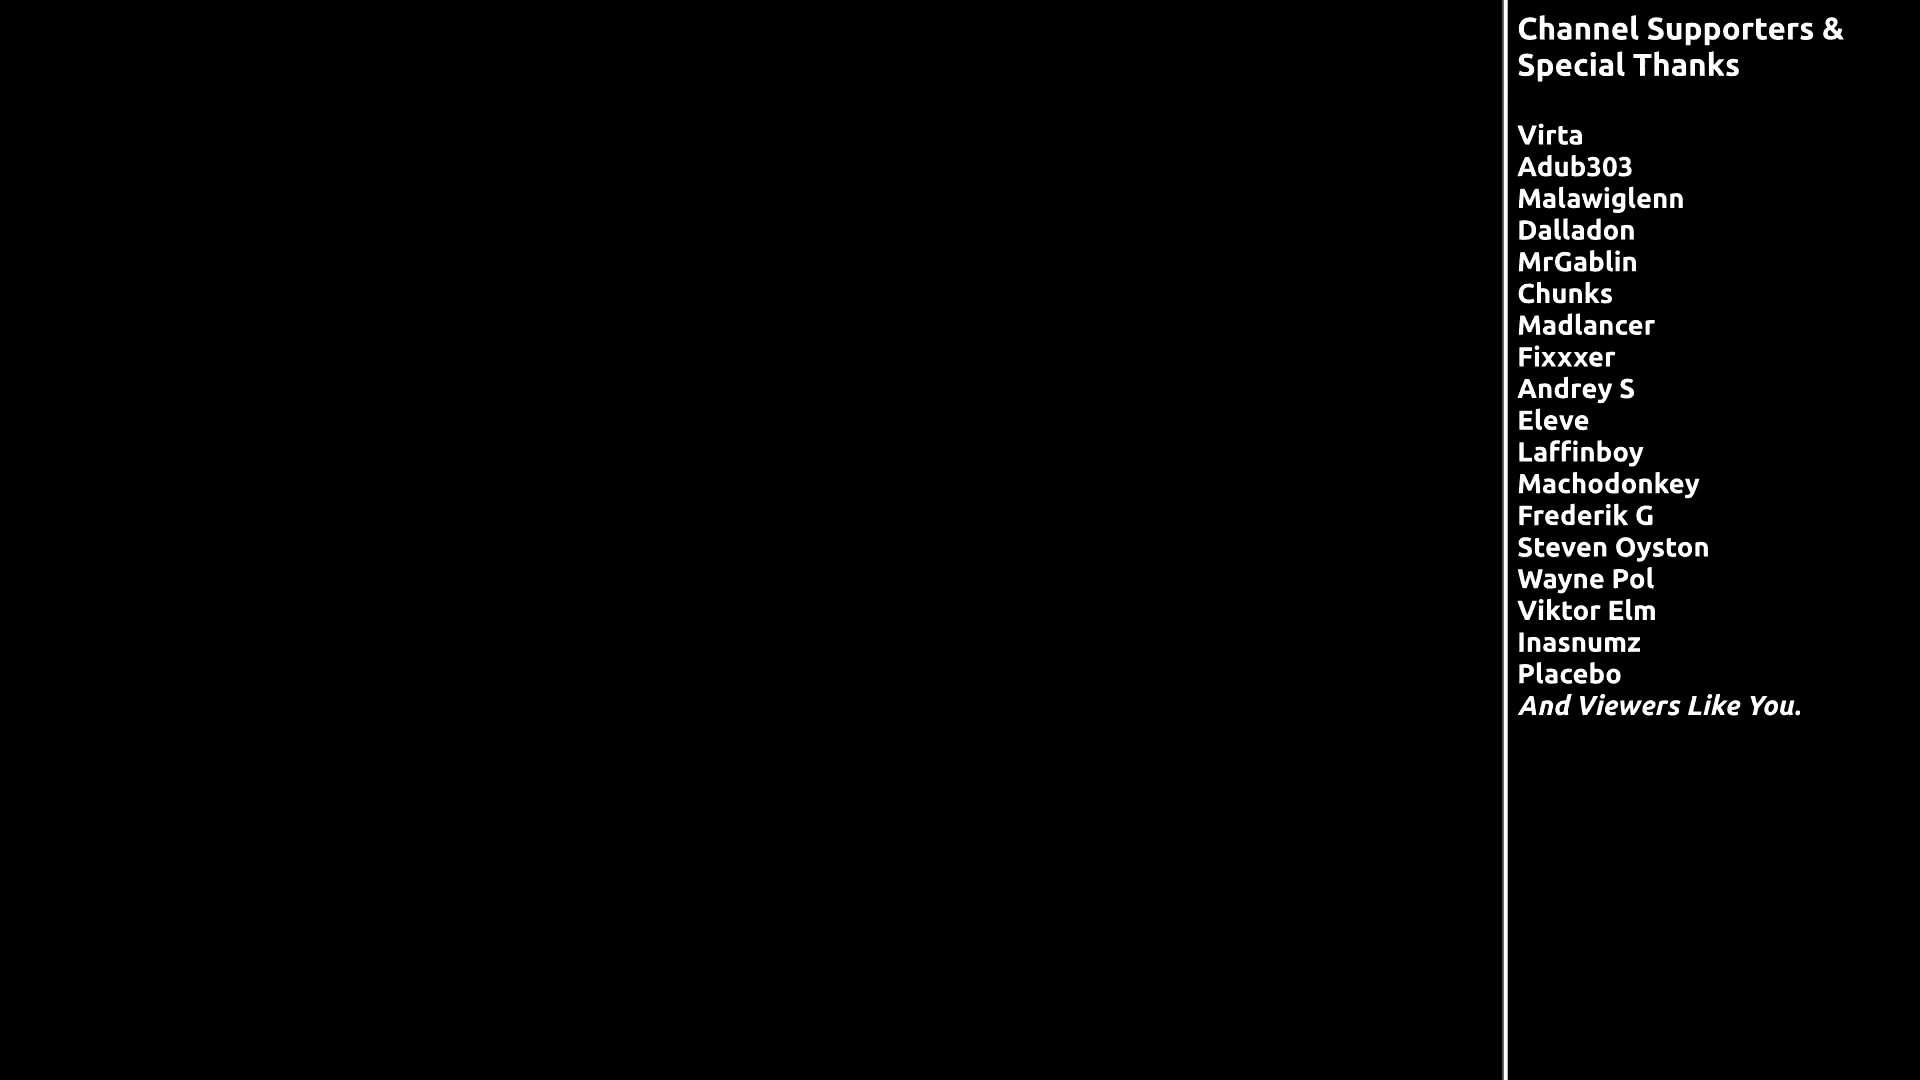 Channel Supporters &
Special Thanks
Virta
Adub303
Malawiglenn
Dalladon
MrGablin
Chunks
Madlancer
Fixxxer
Andrey S
Eleve
Laffinboy
Machodonkey
Frederik G
Steven Oyston
Wayne Pol
Viktor Elm
Inasnumz
Placebo
And Viewers Like You.